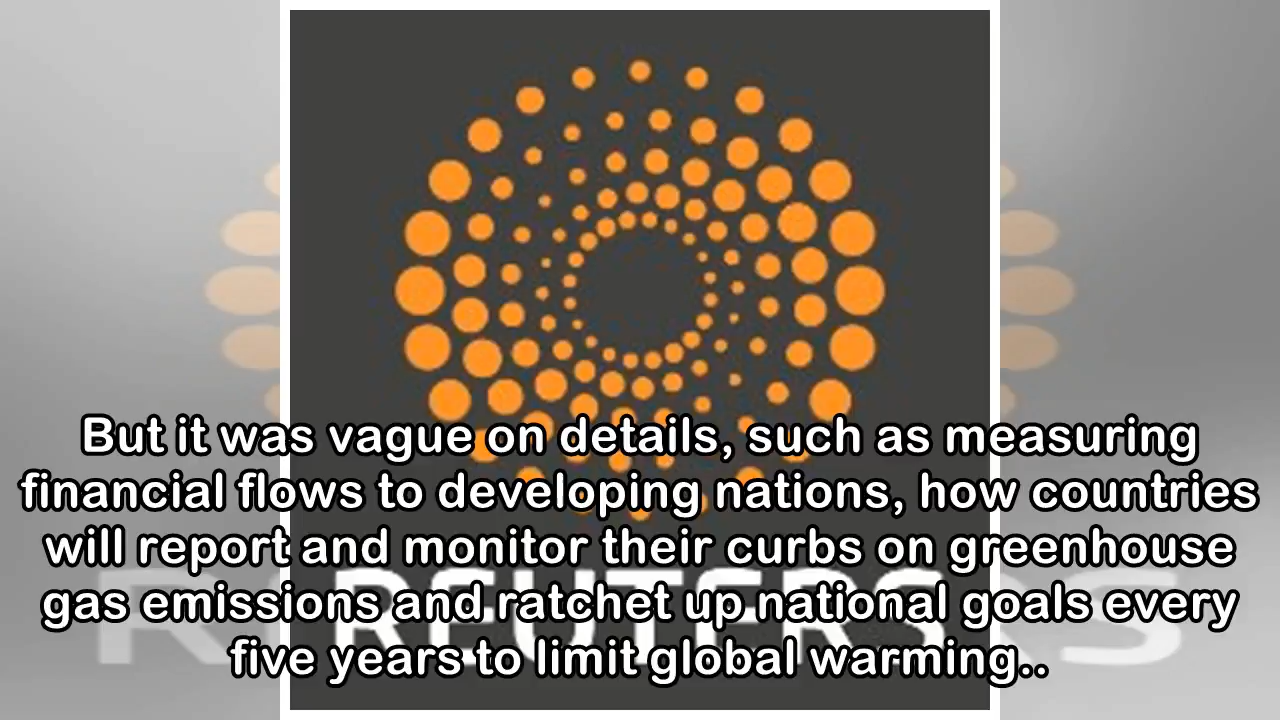 But it was vague on details, such as measuring
financial flows to developing nations, how countries
will report and monitor their curbs on greenhouse
gas emissions and ratchet up national goals every
five years to limit global warming..
REUTERS